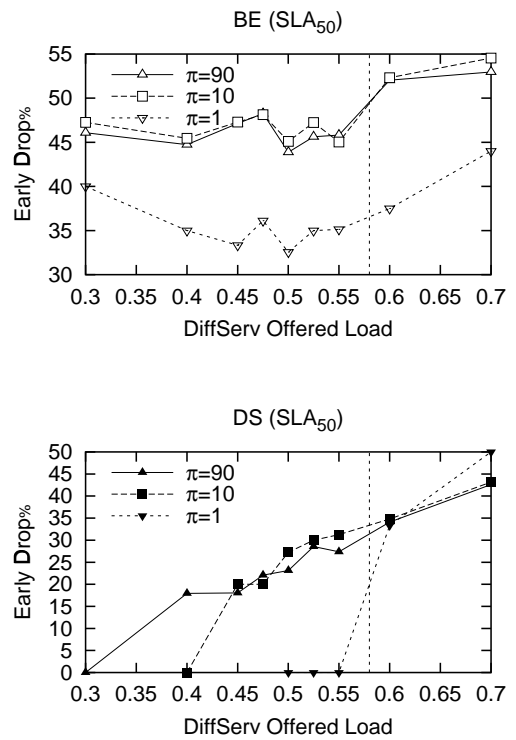 BE (SLA50)
55
50
45
40
35
30
Early Drop%
π=90
π=10
π=1
0.3 0.35 0.4 0.45 0.5 0.55 0.6 0.65 0.7
DiffServ Offered Load
DS (SLA50)
50
45
40
35
30
25
20
15
10
5
0
Early Drop%
π=90
π=10
π=1
0.3 0.35 0.4 0.45 0.5 0.55 0.6 0.65 0.7
DiffServ Offered Load